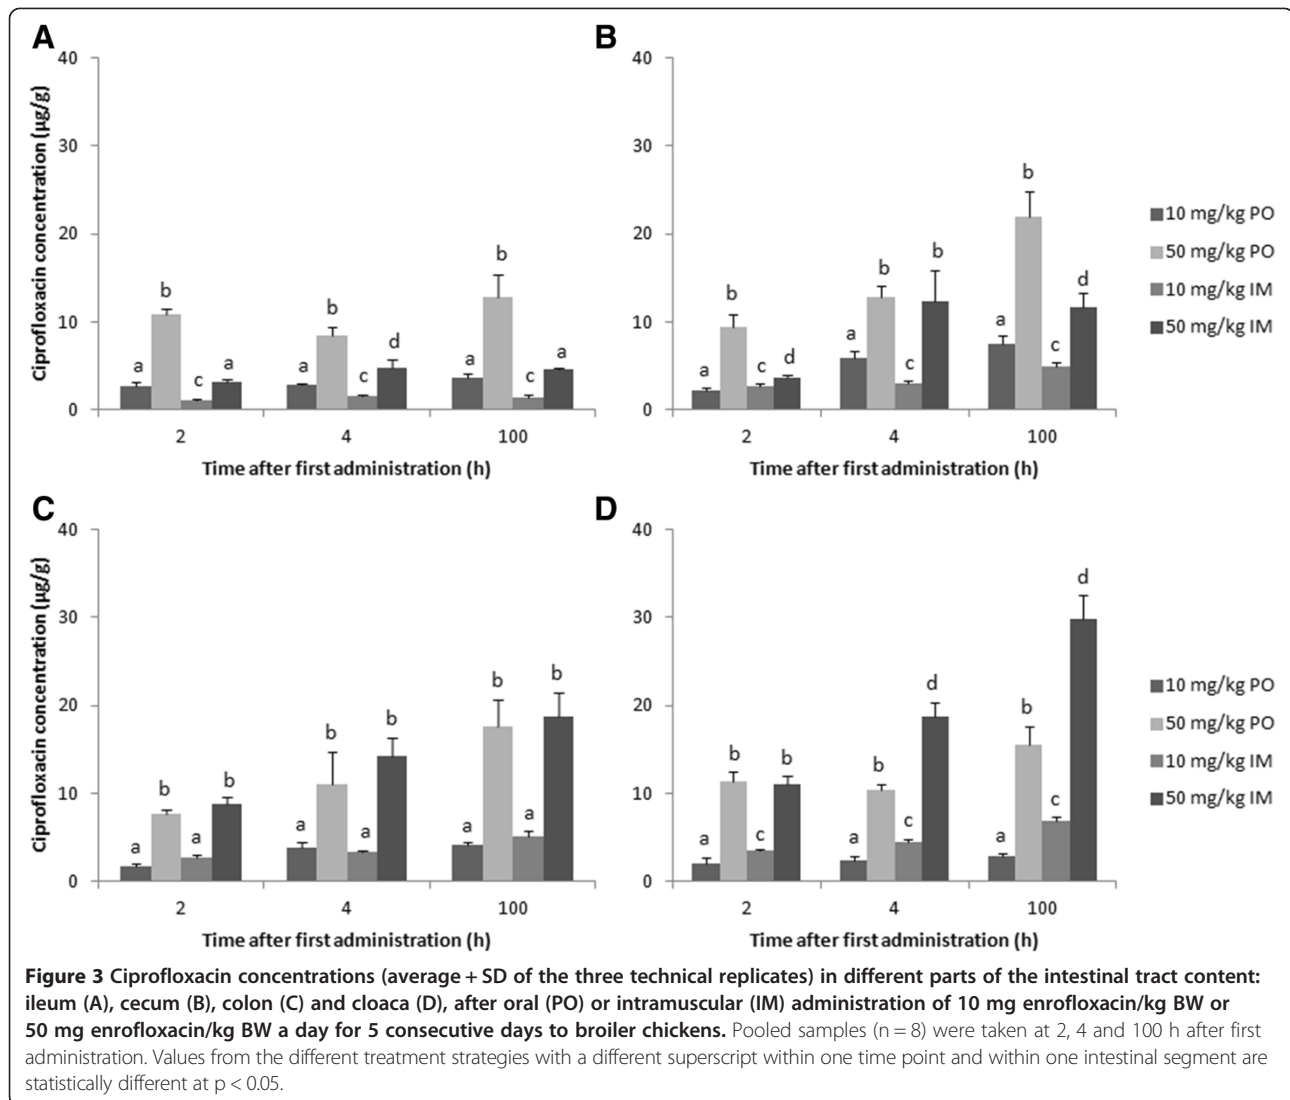 A
Ciprofloxacin concentration (µg/g)
40
30
20
10
0
a
b
c
a
a
b
c
d
a
b
c
a
2
4
100
Time after first administration (h)
B
40
30
20
10
0
a
b
c
d
a
b
c
b
a
b
c
d
2
4
100
Time after first administration (h)
10 mg/kg PO
50 mg/kg PO
10 mg/kg IM
50 mg/kg IM
C
Ciprofloxacin concentration (µg/g)
40
30
20
10
0
a
b
a
b
a
b
a
b
a
b
a
b
2
4
100
Time after first administration (h)
D
40
30
20
10
0
a
b
c
b
a
b
c
d
a
b
c
d
2
4
100
Time after first administration (h)
10 mg/kg PO
50 mg/kg PO
10 mg/kg IM
50 mg/kg IM
Figure 3 Ciprofloxacin concentrations (average + SD of the three technical replicates) in different parts of the intestinal tract content:
ileum (A), cecum (B), colon (C) and cloaca (D), after oral (PO) or intramuscular (IM) administration of 10 mg enrofloxacin/kg BW or
50 mg enrofloxacin/kg BW a day for 5 consecutive days to broiler chickens. Pooled samples (n = 8) were taken at 2, 4 and 100 h after first
administration. Values from the different treatment strategies with a different superscript within one time point and within one intestinal segment are
statistically different at p < 0.05.